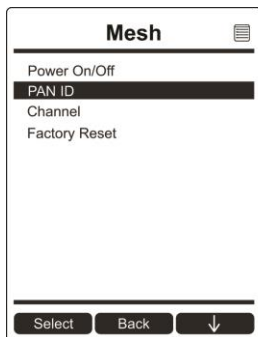 Mesh
Power On/Off
PAN ID
Channel
Factory Reset
Select Back ↓